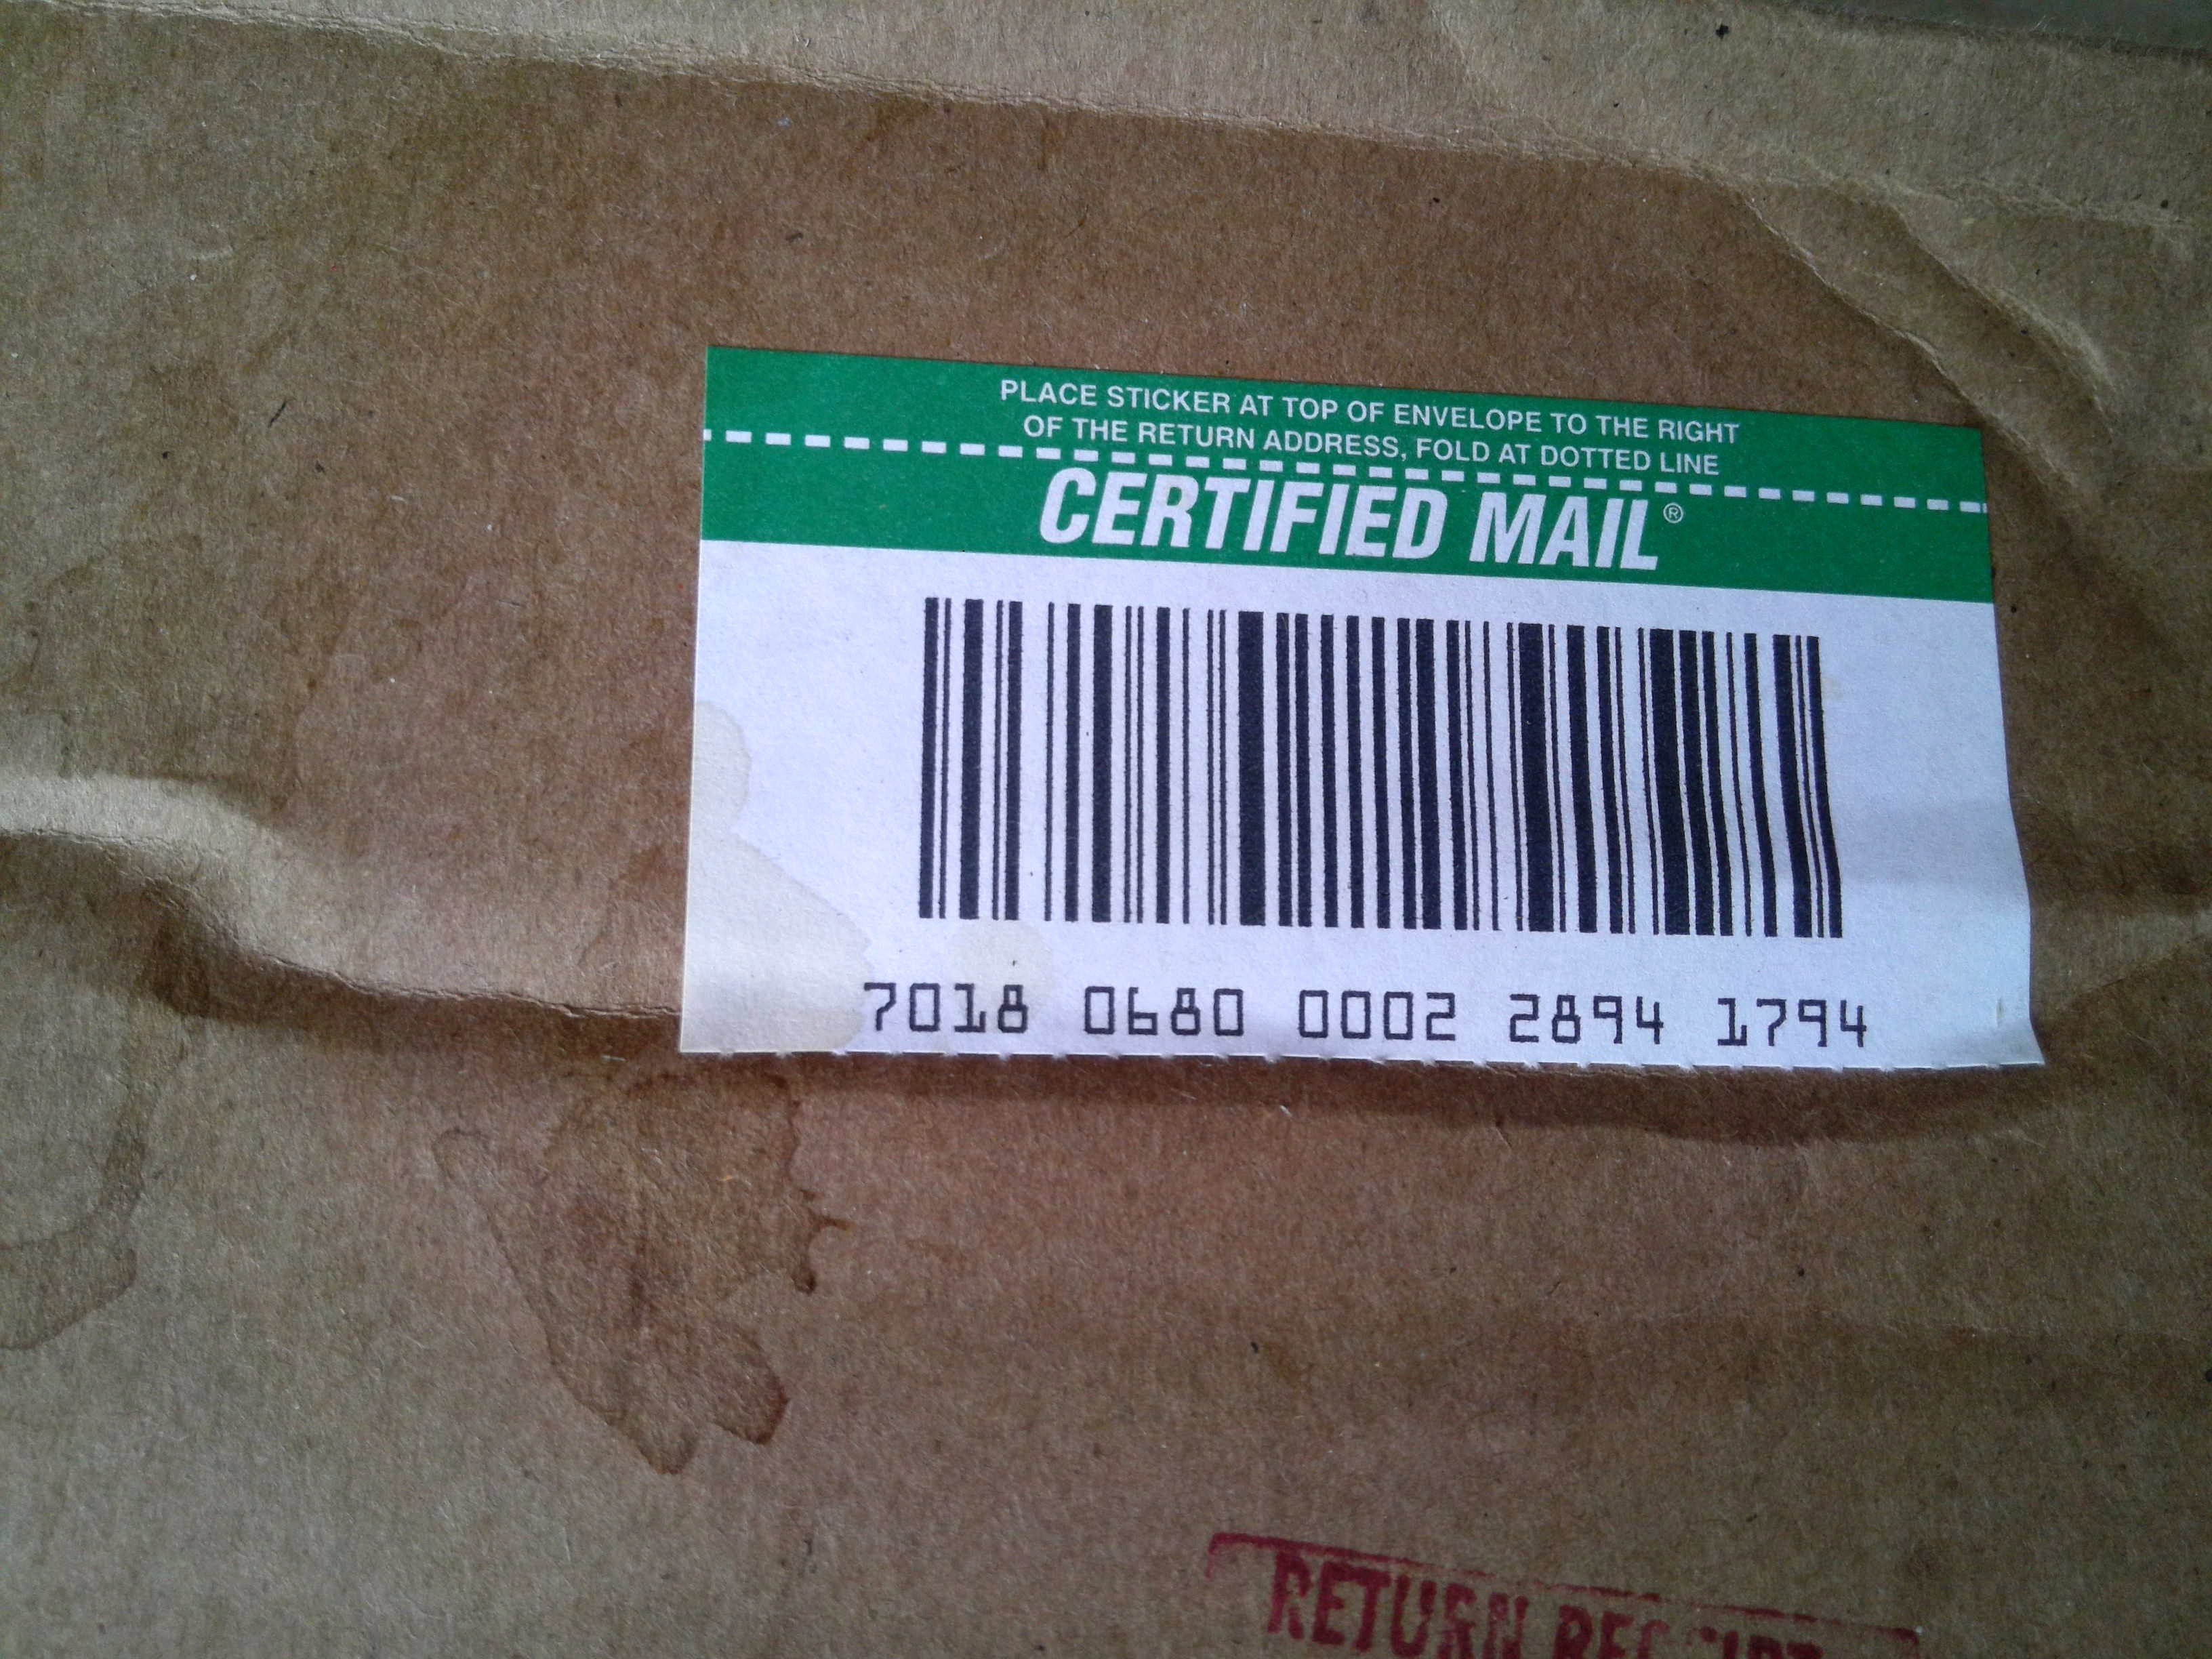 PLACE STICKER AT TOP OF ENVELOPE TO THE RIGHT
OF THE RETURN ADDRESS, FOLD AT DOTTED LINE
CERTIFIED MAIL®
7018 0680 0002 2894 1794
RETURN RECEIPT